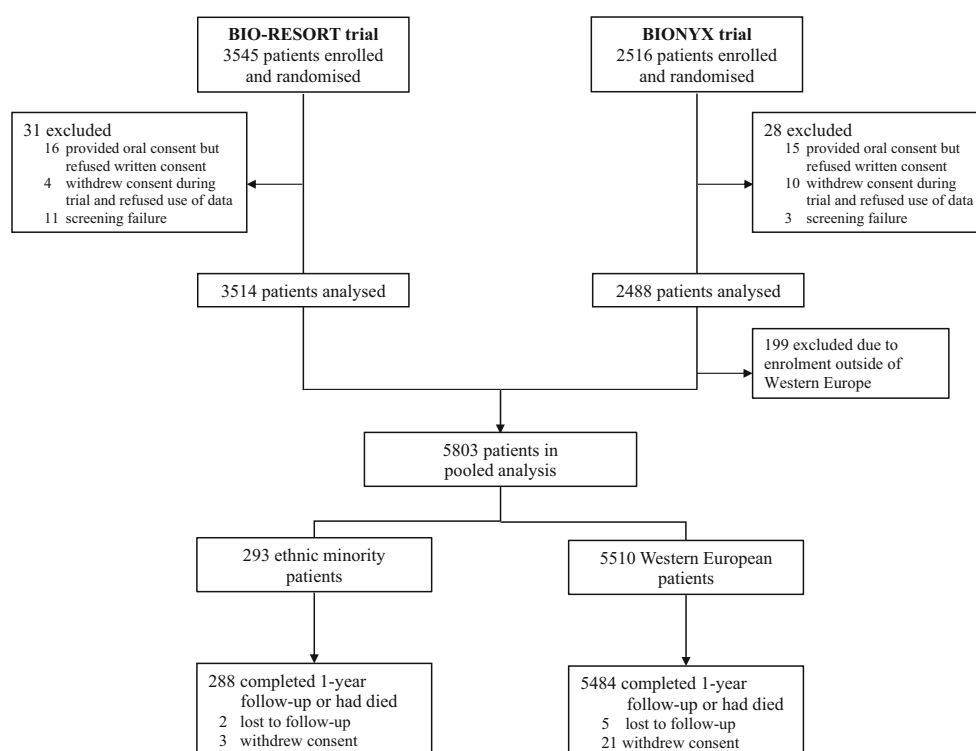 BIO-RESORT trial
3545 patients enrolled
and randomised
BIONYX trial
2516 patients enrolled
and randomised
31 excluded
16 provided oral consent but
refused written consent
4 withdrew consent during
trial and refused use of data
11 screening failure
28 excluded
15 provided oral consent but
refused written consent
10 withdrew consent during
trial and refused use of data
3 screening failure
3514 patients analysed
2488 patients analysed
199 excluded due to
enrolment outside of
Western Europe
5803 patients in
pooled analysis
293 ethnic minority
patients
5510 Western European
patients
288 completed 1-year
follow-up or had died
2 lost to follow-up
3 withdrew consent
5484 completed 1-year
follow-up or had died
5 lost to follow-up
21 withdrew consent